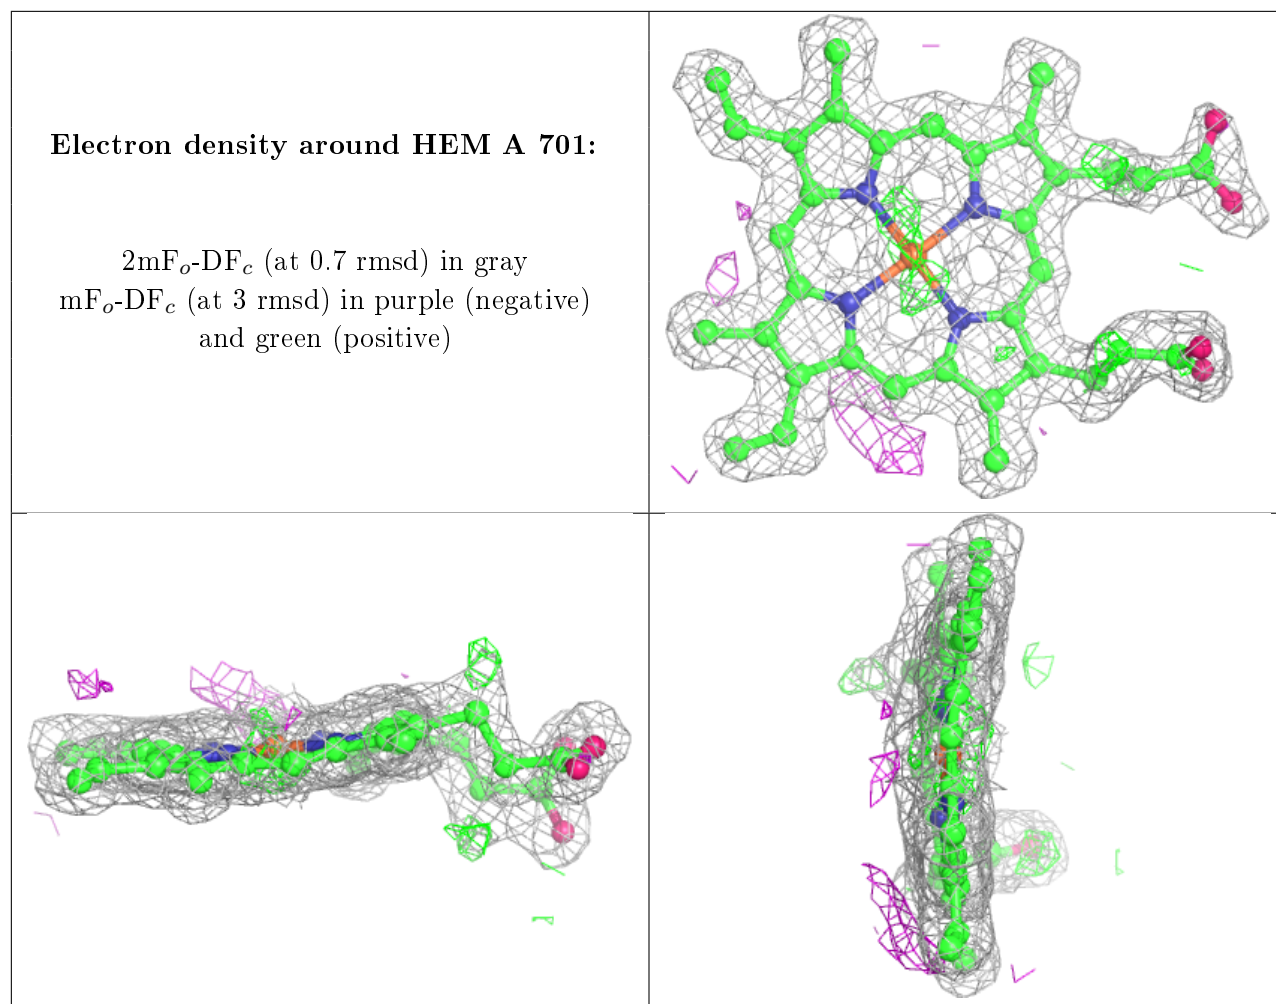 Electron density around HEM A 701:
2mFₒ-DF𝒸 (at 0.7 rmsd) in gray
mFₒ-DF𝒸 (at 3 rmsd) in purple (negative)
and green (positive)